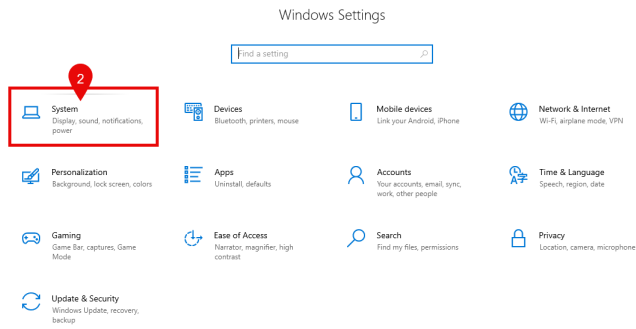 Windows Settings
Find a setting
2
System
Display, sound, notifications,
power
Devices
Bluetooth, printers, mouse
Mobile devices
Link your Android, iPhone
Network & Internet
Wi-Fi, airplane mode, VPN
Personalization
Background, lock screen, colors
Apps
Uninstall, defaults
Accounts
Your accounts, email, sync,
work, other people
Time & Language
Speech, region, date
Gaming
Game Bar, captures, Game
Mode
Ease of Access
Narrator, magnifier, high
contrast
Search
Find my files, permissions
Privacy
Location, camera, microphone
Update & Security
Windows Update, recovery,
backup